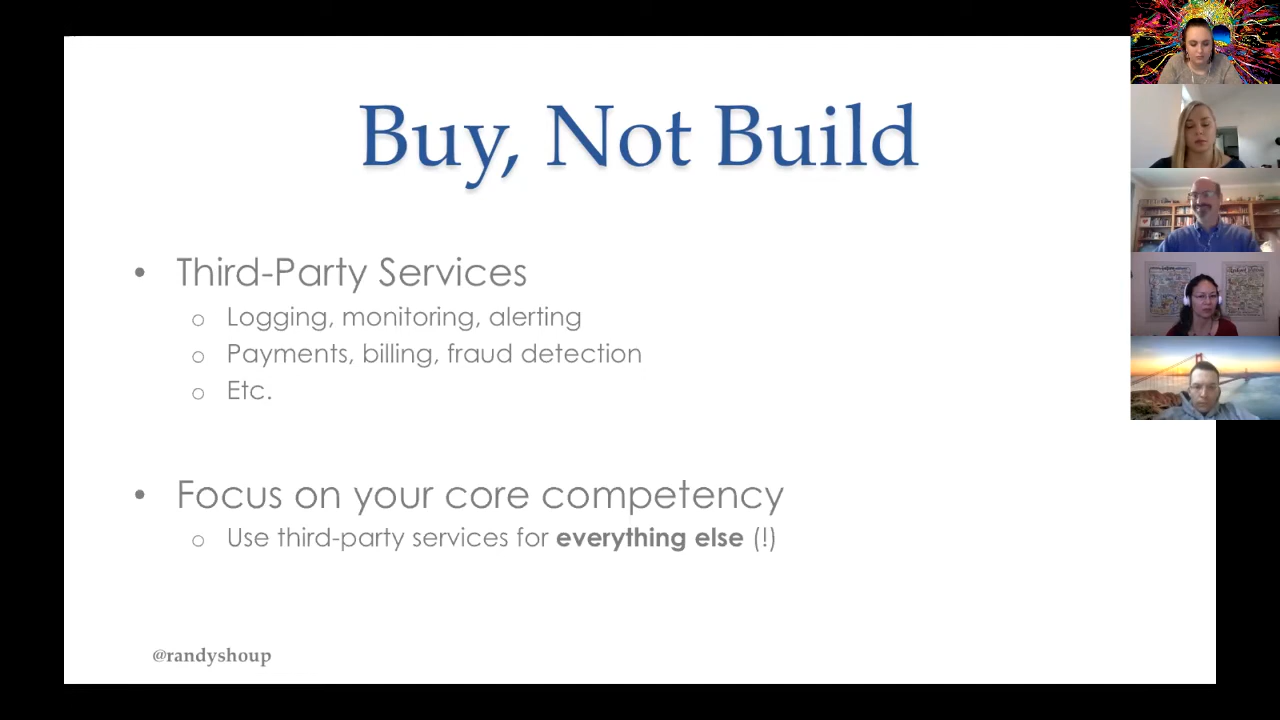 Buy, Not Build
• Third-Party Services
o Logging, monitoring, alerting
o Payments, billing, fraud detection
o Etc.
• Focus on your core competency
o Use third-party services for everything else (!)
@randyshoup